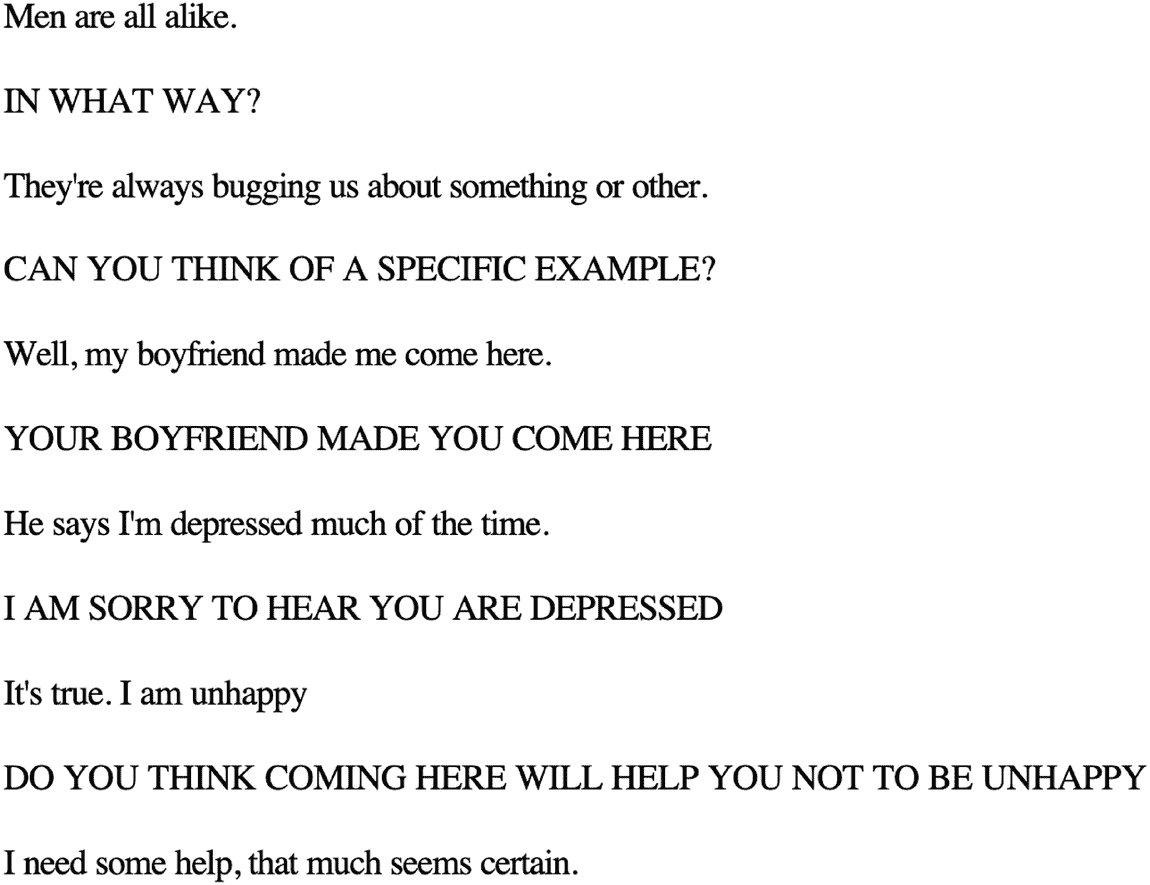 Men are all alike.
IN WHAT WAY?
They're always bugging us about something or other.
CAN YOU THINK OF A SPECIFIC EXAMPLE?
Well, my boyfriend made me come here.
YOUR BOYFRIEND MADE YOU COME HERE
He says I'm depressed much of the time.
I AM SORRY TO HEAR YOU ARE DEPRESSED
It's true. I am unhappy
DO YOU THINK COMING HERE WILL HELP YOU NOT TO BE UNHAPPY
I need some help, that much seems certain.